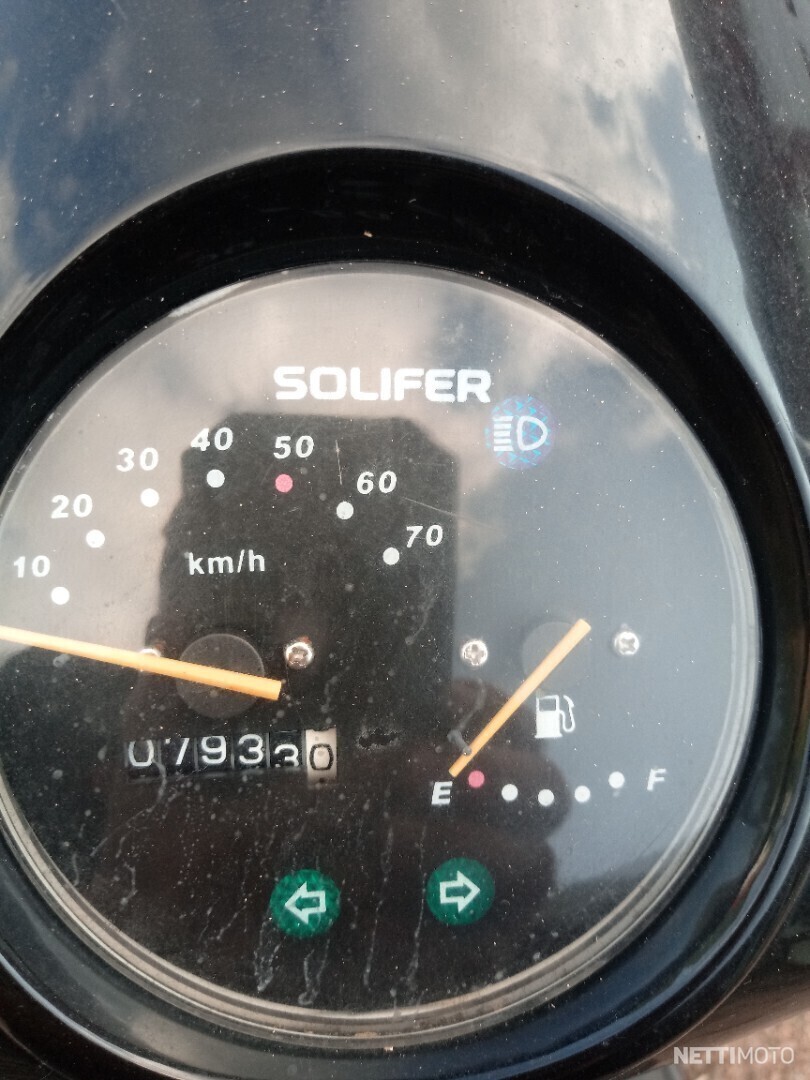 SOLIFER
10 20 30 40 50 60 70
km/h
079330
E F
NETTIMOTO